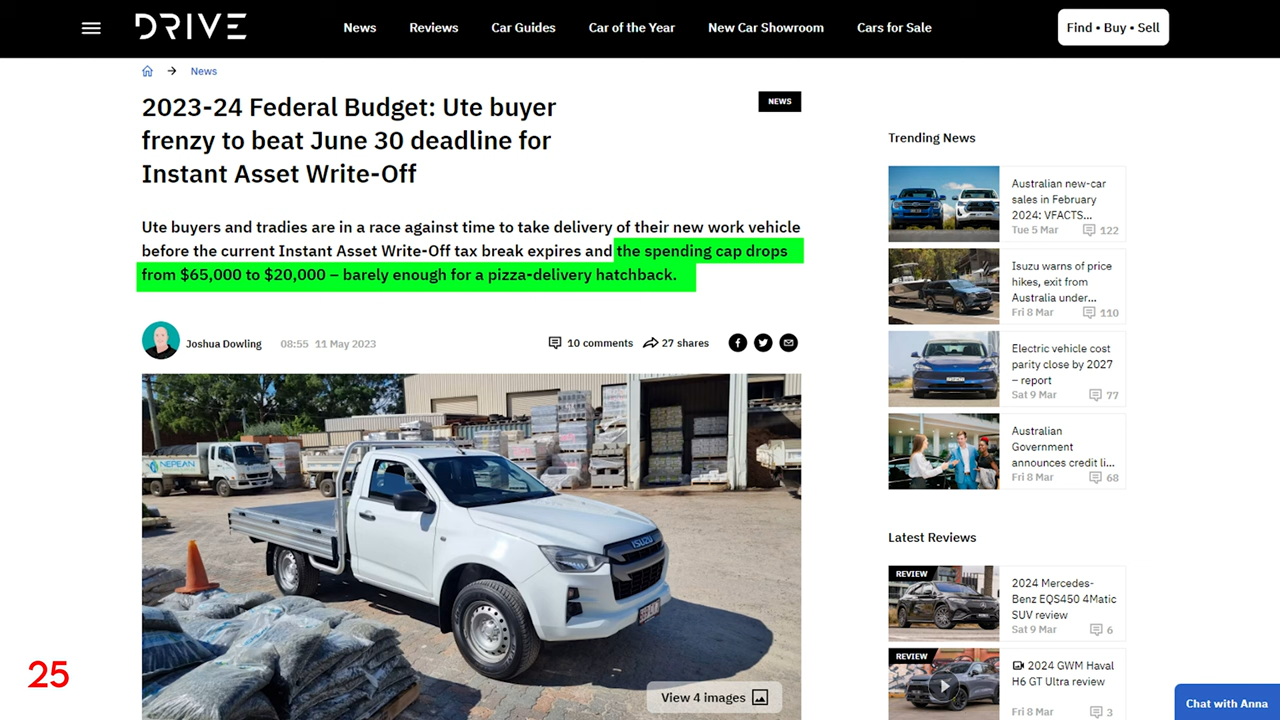 DRIVE
News
Reviews
Car Guides
Car of the Year
New Car Showroom
Cars for Sale
Find • Buy • Sell
News
2023-24 Federal Budget: Ute buyer
frenzy to beat June 30 deadline for
Instant Asset Write-Off
NEWS
Ute buyers and tradies are in a race against time to take delivery of their new work vehicle
before the current Instant Asset Write-Off tax break expires and the spending cap drops
from $65,000 to $20,000 – barely enough for a pizza-delivery hatchback.
Joshua Dowling
08:55 11 May 2023
10 comments
27 shares
NEPEAN
ISUZU
View 4 images
25
Trending News
Australian new-car
sales in February
2024: VFACTS...
Tue 5 Mar
122
Isuzu warns of price
hikes, exit from
Australia under...
Fri 8 Mar
110
Electric vehicle cost
parity close by 2027
– report
Sat 9 Mar
77
Australian
Government
announces credit li...
Fri 8 Mar
68
Latest Reviews
REVIEW
2024 Mercedes-
Benz EQS450 4Matic
SUV review
Sat 9 Mar
6
REVIEW
2024 GWM Haval
H6 GT Ultra review
Fri 8 Mar
3
Chat with Anna